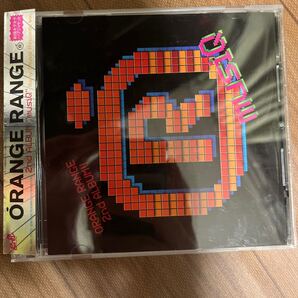 ORANGE RANGE
2ND ALBUM
musiQ
ORANGE RANGE
2nd ALBUM!!